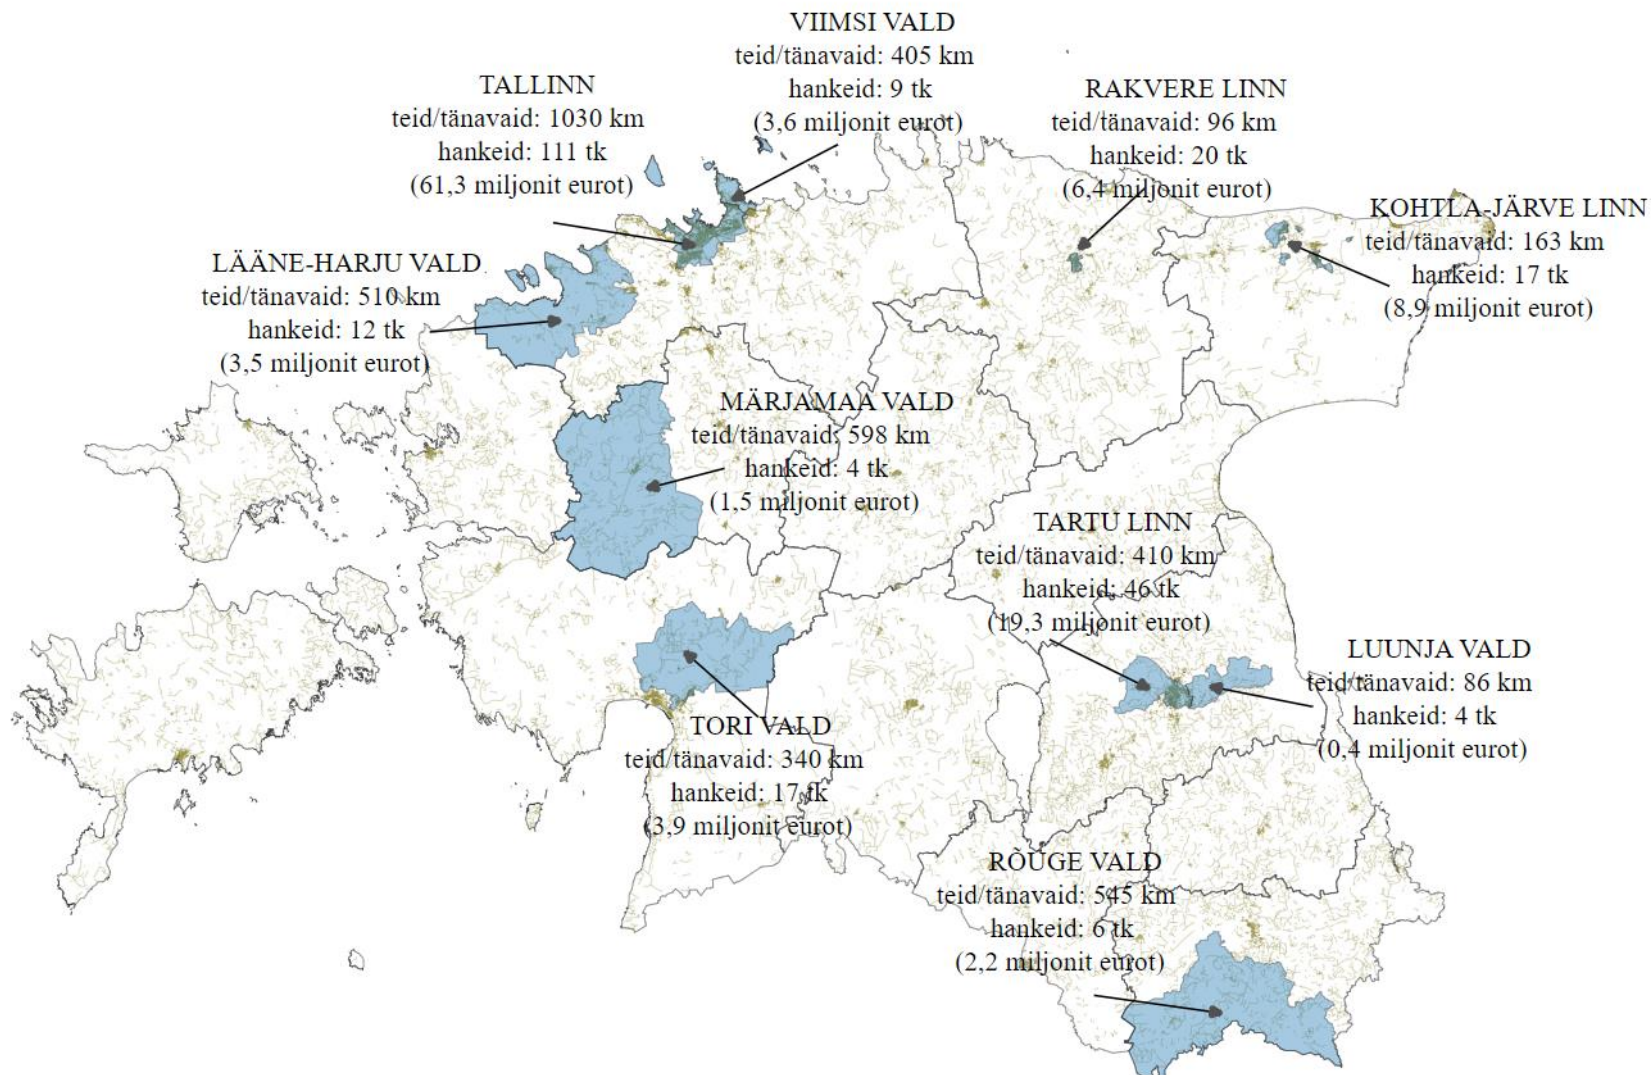 VIIMSI VALD
teid/tänavaid: 405 km
hankeid: 9 tk
(3,6 miljonit eurot)
TALLINN
teid/tänavaid: 1030 km
hankeid: 111 tk
(61,3 miljonit eurot)
RAKVERE LINN
teid/tänavaid: 96 km
hankeid: 20 tk
(6,4 miljonit eurot)
KOHTLA-JÄRVE LINN
teid/tänavaid: 163 km
hankeid: 17 tk
(8,9 miljonit eurot)
LÄÄNE-HARJU VALD
teid/tänavaid: 510 km
hankeid: 12 tk
(3,5 miljonit eurot)
MÄRJAMAA VALD
teid/tänavaid: 598 km
hankeid: 4 tk
(1,5 miljonit eurot)
TARTU LINN
teid/tänavaid: 410 km
hankeid: 46 tk
(19,3 miljonit eurot)
LUUNJA VALD
teid/tänavaid: 86 km
hankeid: 4 tk
(0,4 miljonit eurot)
TORI VALD
teid/tänavaid: 340 km
hankeid: 17 tk
(3,9 miljonit eurot)
RÕUGE VALD
teid/tänavaid: 545 km
hankeid: 6 tk
(2,2 miljonit eurot)